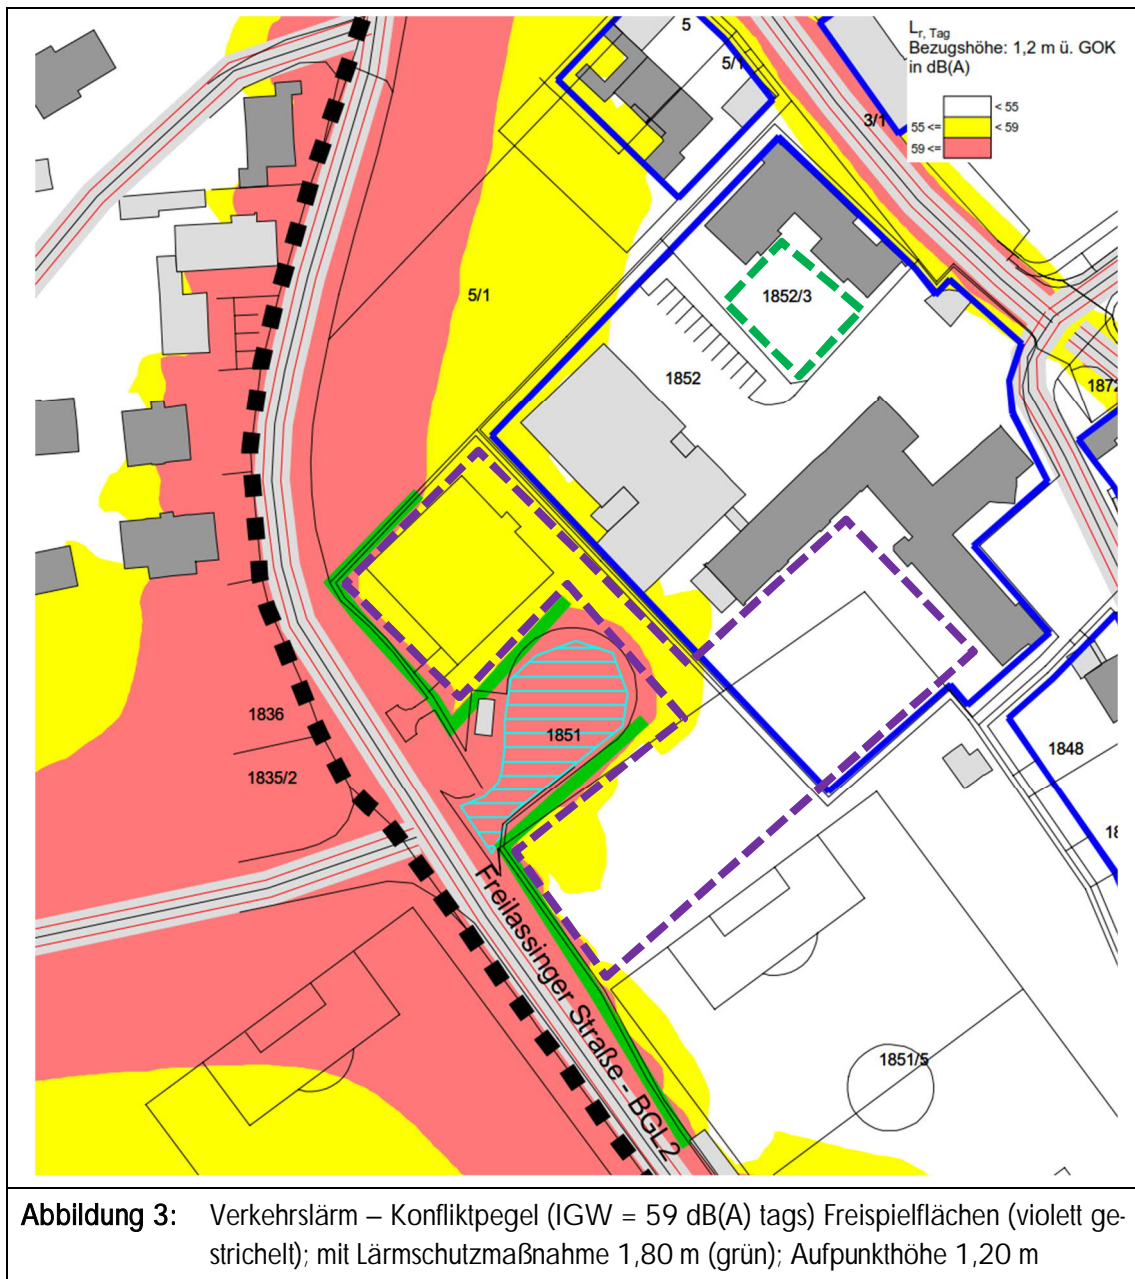 L r, Tag
Bezugshöhe: 1,2 m ü. GOK
in dB(A)
< 55
55 <= < 59
59 <=
5
5/1
3/1
1852/3
5/1
1852
1872
1836
1851
1835/2
1848
18
Freilassinger Straße - BGL2
1851/5
Abbildung 3: Verkehrslärm – Konfliktpegel (IGW = 59 dB(A) tags) Freispielflächen (violett ge-
strichelt); mit Lärmschutzmaßnahme 1,80 m (grün); Aufpunkthöhe 1,20 m